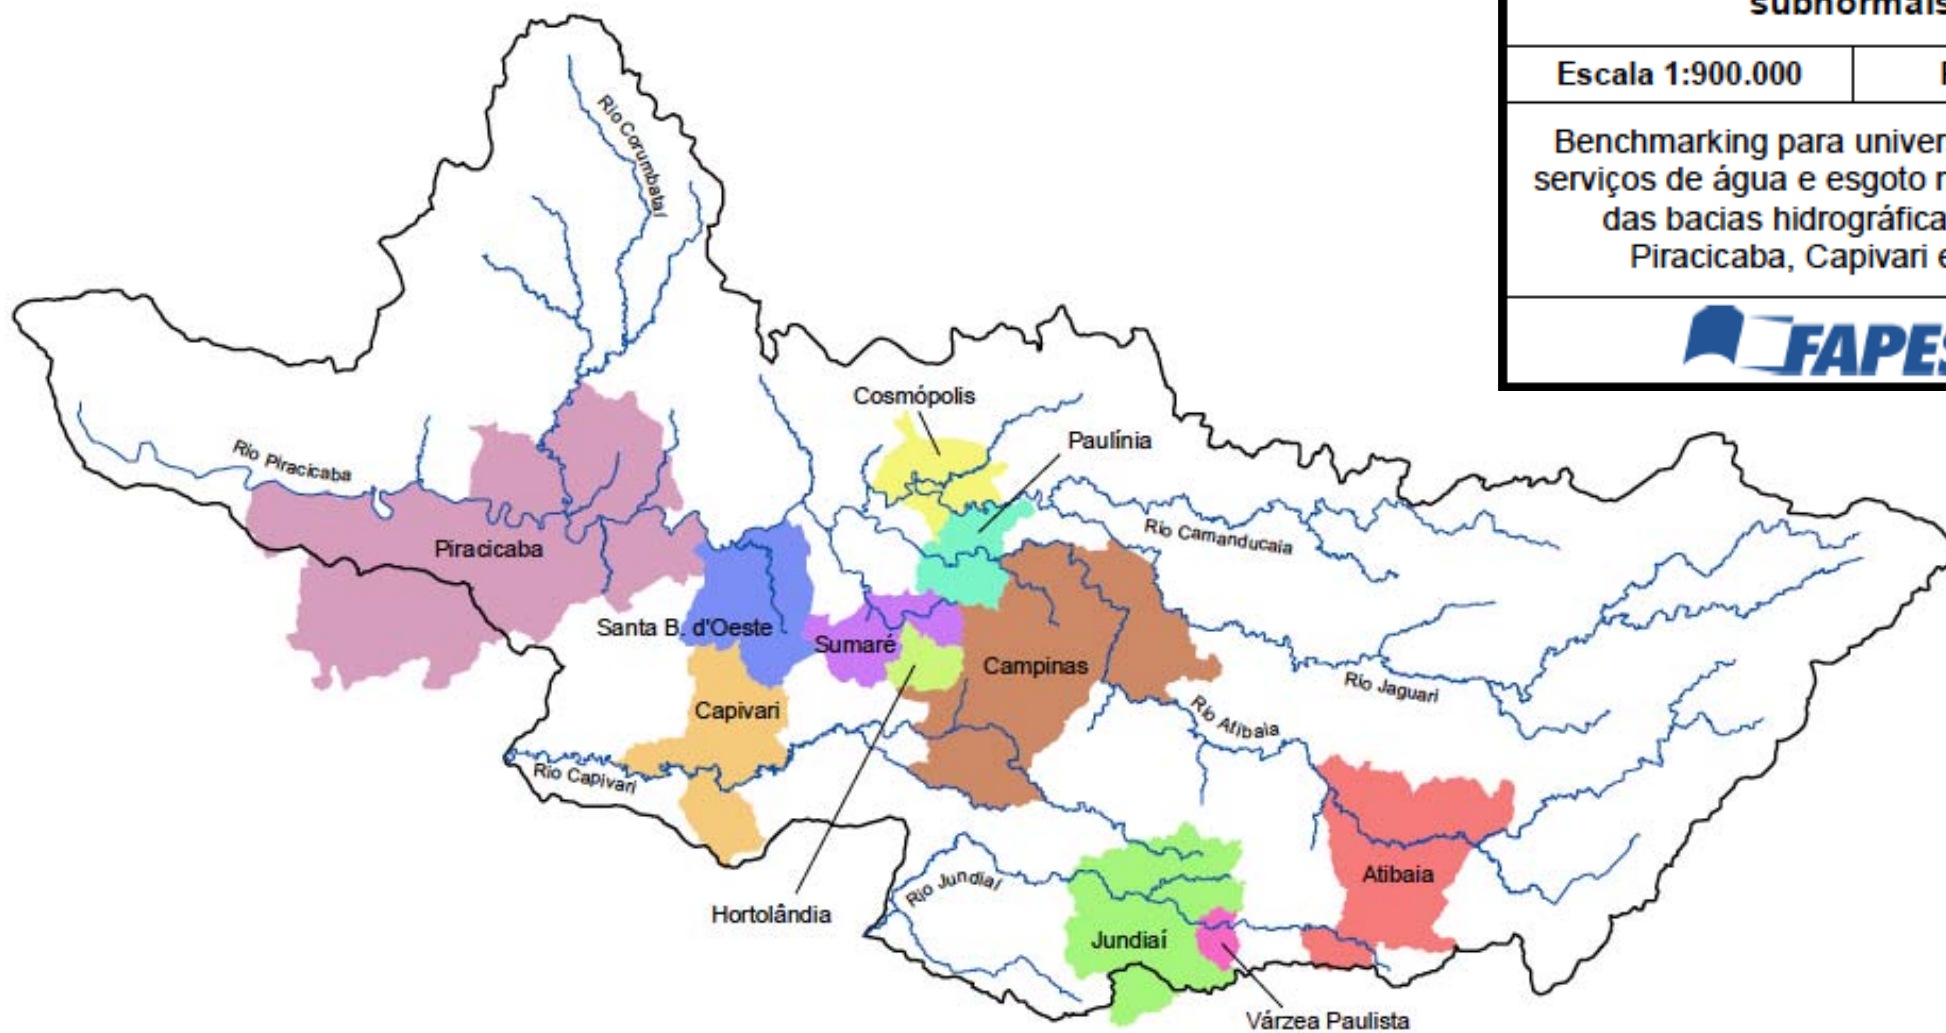 subnormais
Escala 1:900.000
Benchmarking para univer
serviços de água e esgoto
das bacias hidrográfica
Piracicaba, Capivari e
FAPES
Rio Corumbataí
Cosmópolis
Paulínia
Rio Piracicaba
Piracicaba
Rio Camanducaia
Santa B. d'Oeste
Sumaré
Campinas
Rio Jaguari
Capivari
Rio Atibaia
Rio Capivari
Atibaia
Rio Jundiaí
Hortolândia
Jundiaí
Várzea Paulista